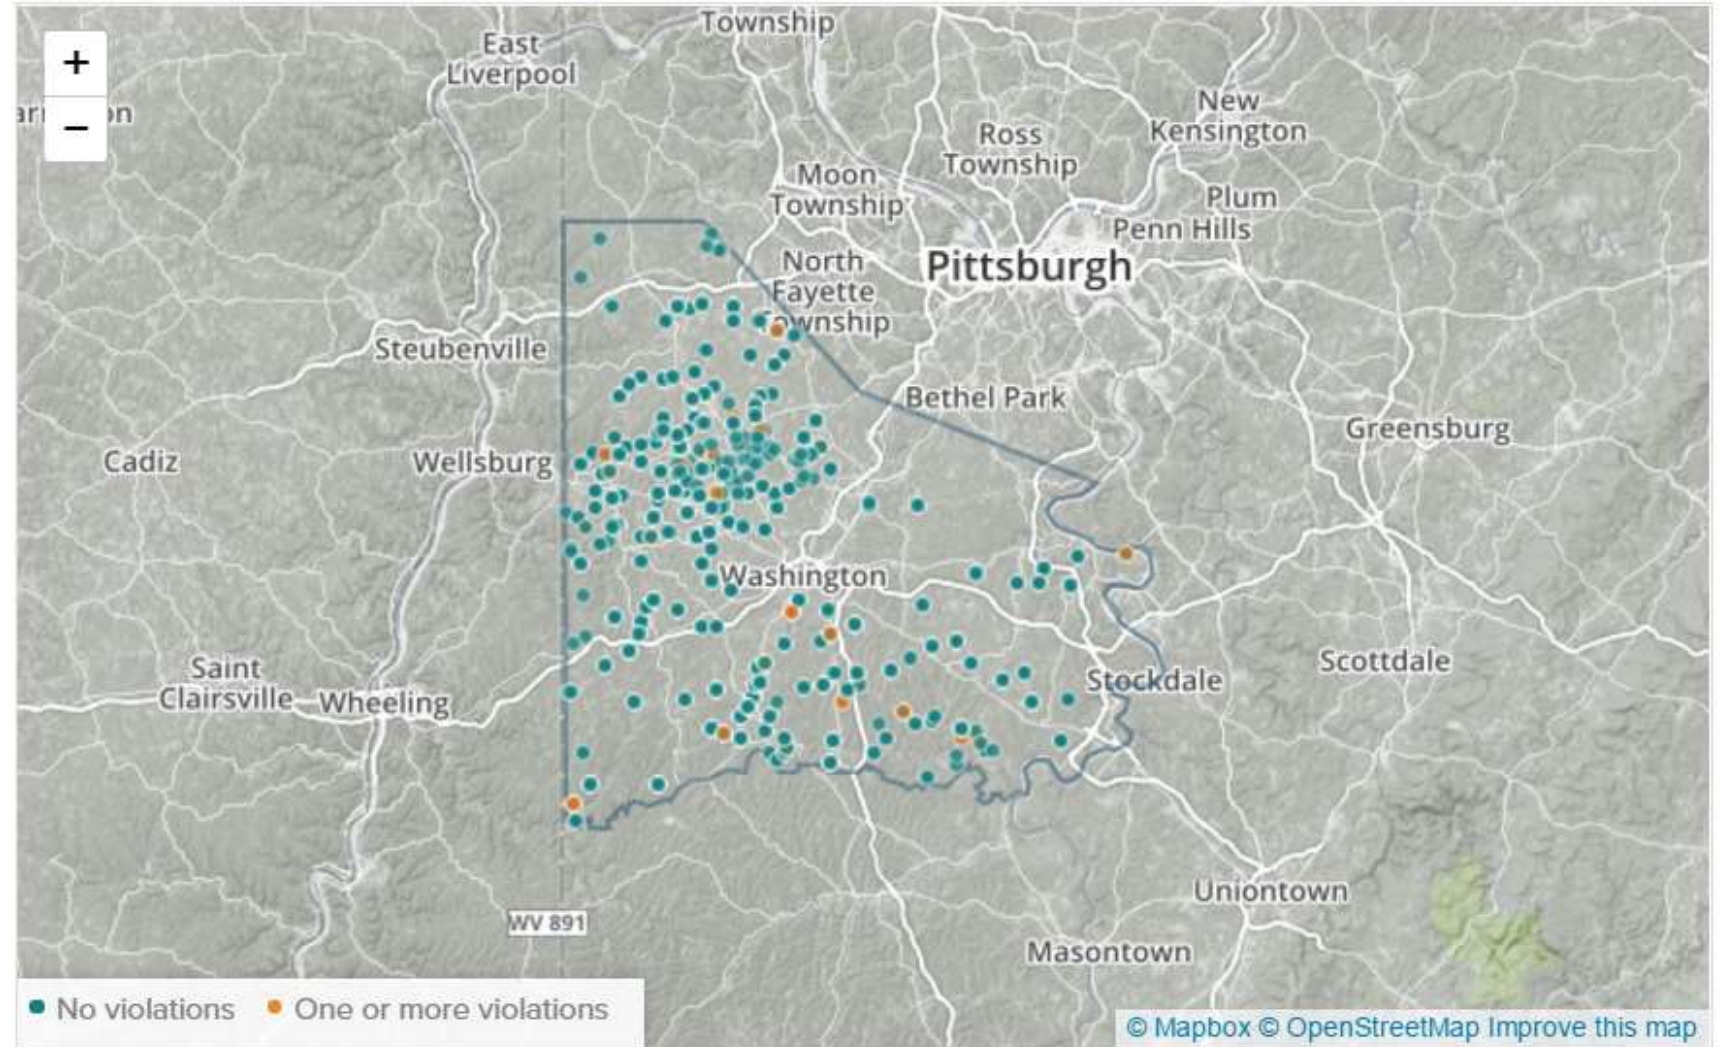 Township
East
Liverpool
+
−
New
Kensington
Ross
Township
Moon
Township
Plum
Penn Hills
North
Fayette
Township
Pittsburgh
Steubenville
Bethel Park
Greensburg
Cadiz
Wellsburg
Washington
Saint
Clairsville
Wheeling
Stockdale
Scottdale
Uniontown
WV 891
Masontown
No violations
One or more violations
© Mapbox © OpenStreetMap Improve this map